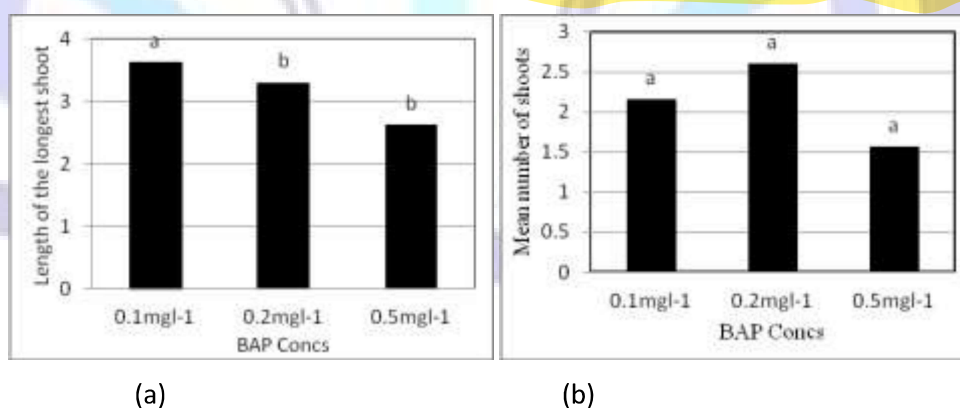 Length of the longest shoot
4
3
2
1
0
a
b
b
0.1mgl-1 0.2mgl-1 0.5mgl-1
BAP Concs
(a)
Mean number of shoots
3
2.5
2
1.5
1
0.5
0
a
a
a
0.1mgl-1 0.2mgl-1 0.5mgl-1
BAP Concs
(b)